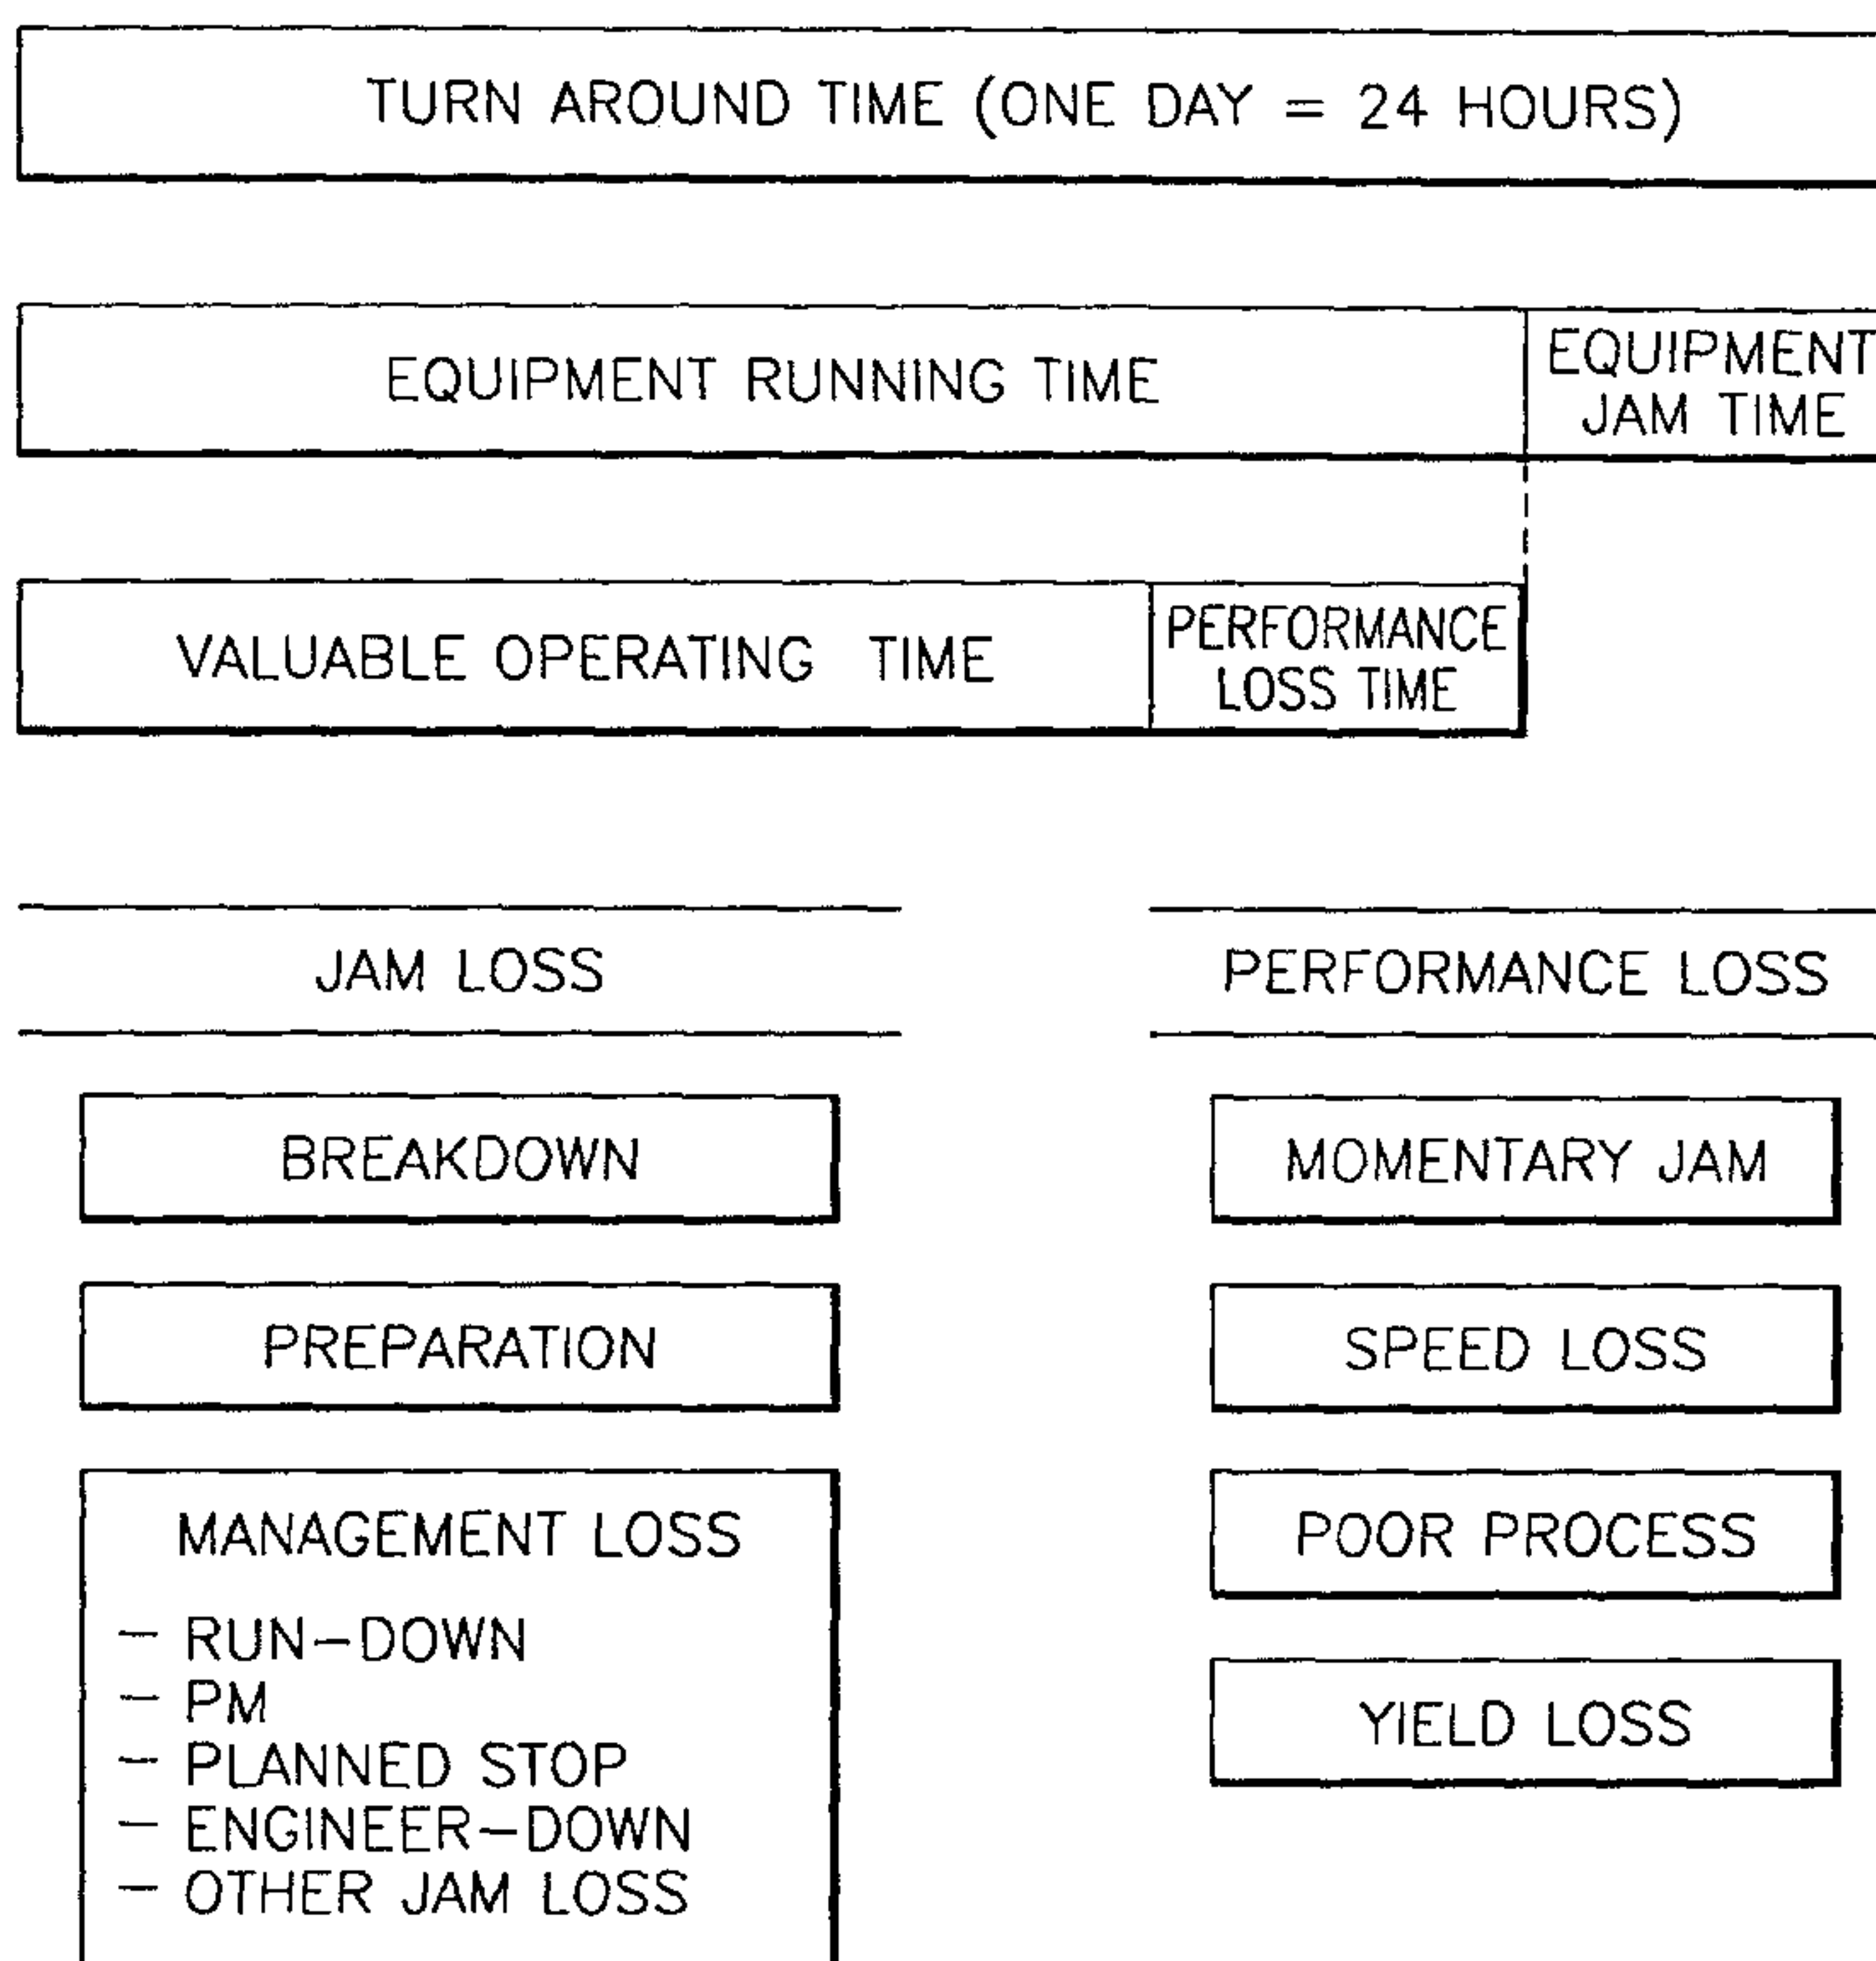 TURN AROUND TIME (ONE DAY = 24 HOURS)
EQUIPMENT RUNNING TIME
EQUIPMENT
JAM TIME
VALUABLE OPERATING TIME
PERFORMANCE
LOSS TIME
JAM LOSS
BREAKDOWN
PREPARATION
MANAGEMENT LOSS
– RUN–DOWN
– PM
– PLANNED STOP
– ENGINEER–DOWN
– OTHER JAM LOSS
PERFORMANCE LOSS
MOMENTARY JAM
SPEED LOSS
POOR PROCESS
YIELD LOSS